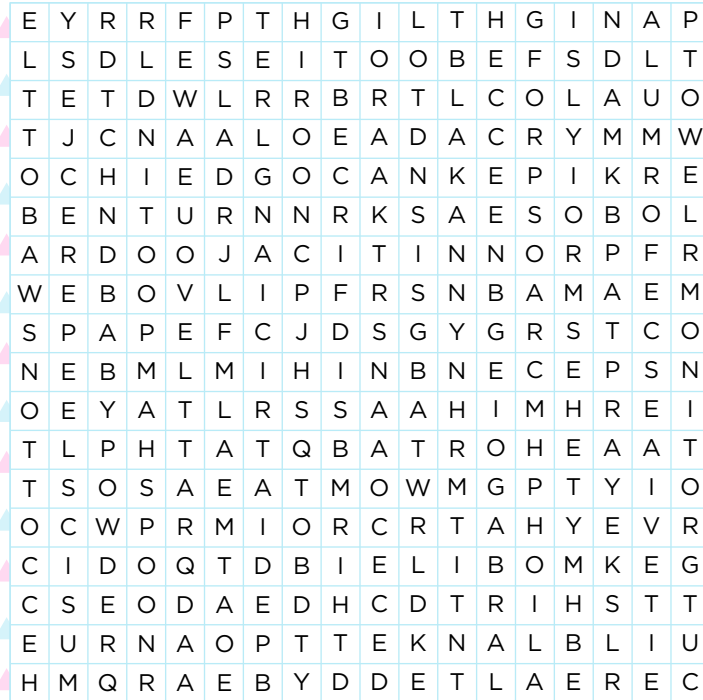 E Y R R F P T H G I L T H G I N A P
L S D L E S E I T O O B E F S D L T
T E T D W L R R B R T L C O L A U O
T J C N A A L O E A D A C R Y M M W
O C H I E D G O C A N K E P I K R E
B E N T U R N N R K S A E S O B O L
A R D O O J A C I T I N N O R P F R
W E B O V L I P F R S N B A M A E M
S P A P E F C J D S G Y G R S T C O
N E B M L M I H I N B N E C E P S N
O E Y A T L R S S A A H I M H R E I
T L P H T A T Q B A T R O H E A A T
T S O S A E A T M O W M G P T Y I O
O C W P R M I O R C R T A H Y E V R
C I D O Q T D B I E L I B O M K E G
C S E O D A E D H C D T R I H S T T
E U R N A O P T T E K N A L B L I U
H M Q R A E B Y D D E T L A E R E C